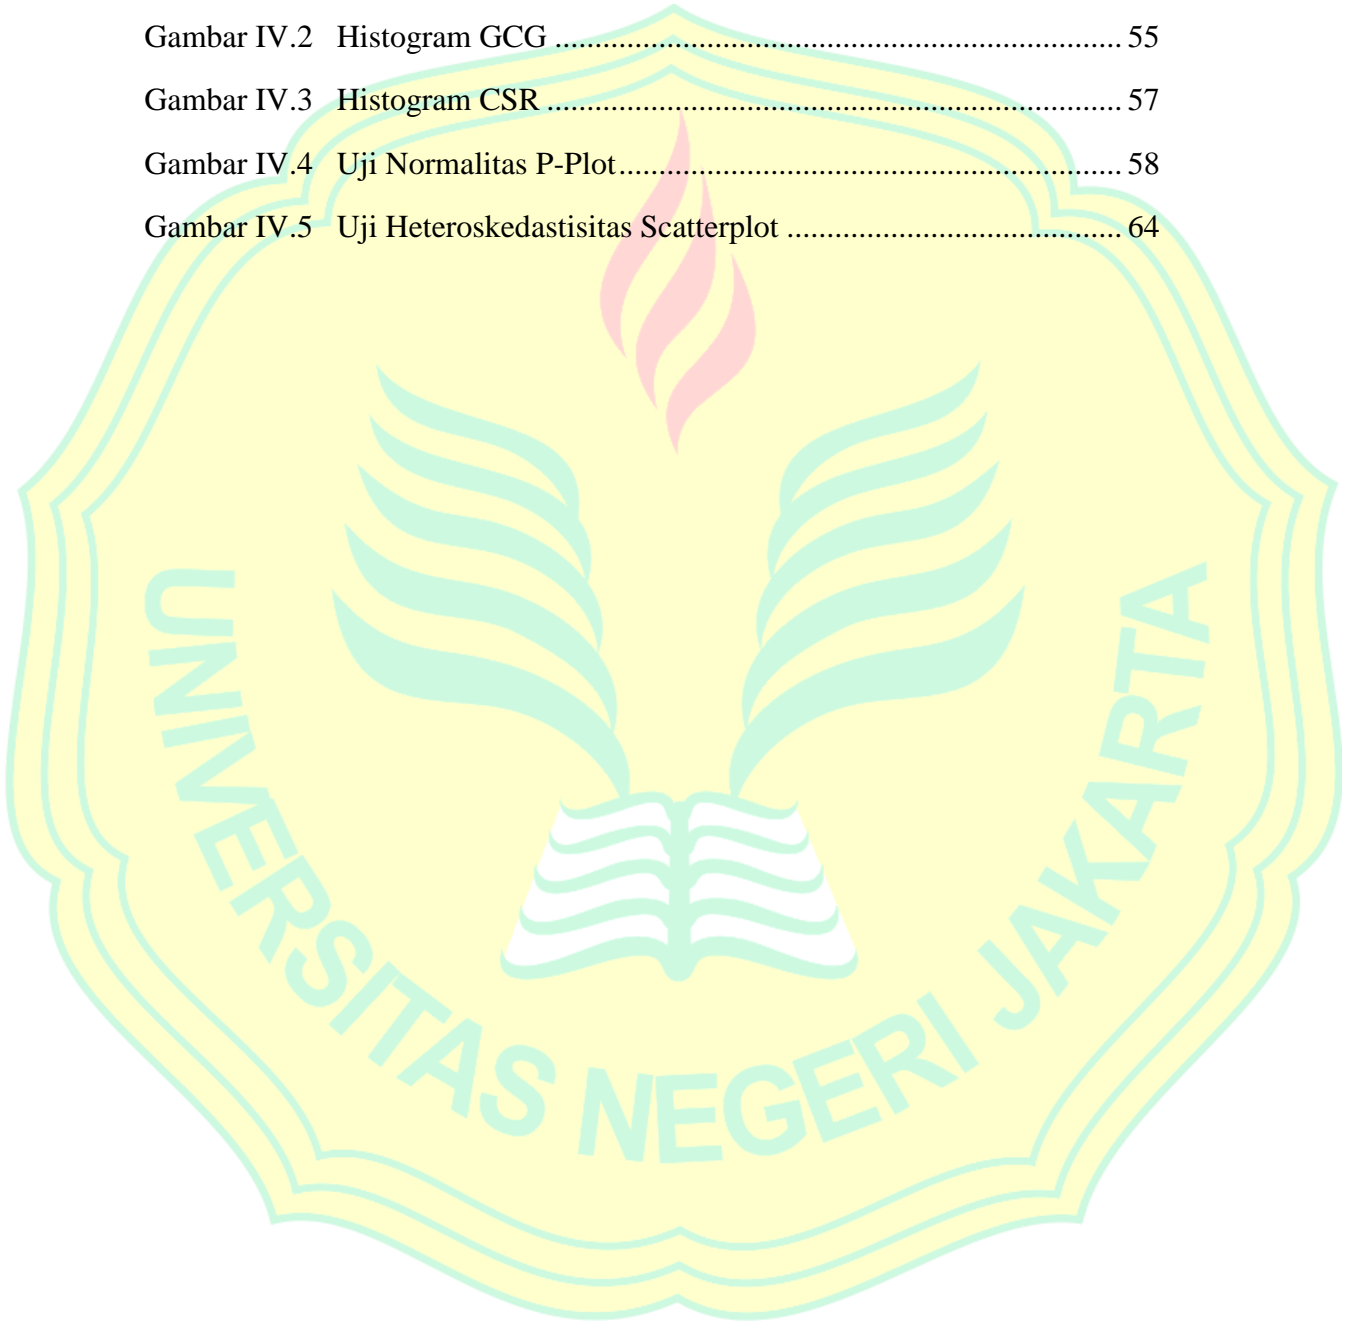 Gambar IV.2 Histogram GCG ....................................................................... 55
Gambar IV.3 Histogram CSR ........................................................................ 57
Gambar IV.4 Uji Normalitas P-Plot ............................................................... 58
Gambar IV.5 Uji Heteroskedastisitas Scatterplot .......................................... 64
UNIVERSITAS NEGERI JAKARTA